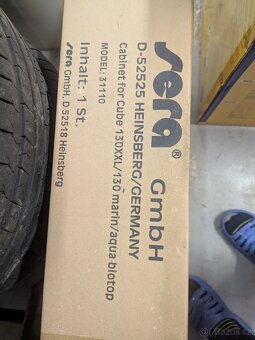 sera® GmbH
D-52525 HEINSBERG/GERMANY
Cabinet for Cube 130XXL/130 marin/aqua biotop
MODEL: 31110
Inhalt: 1 St.
sera GmbH, D 52518 Heinsberg